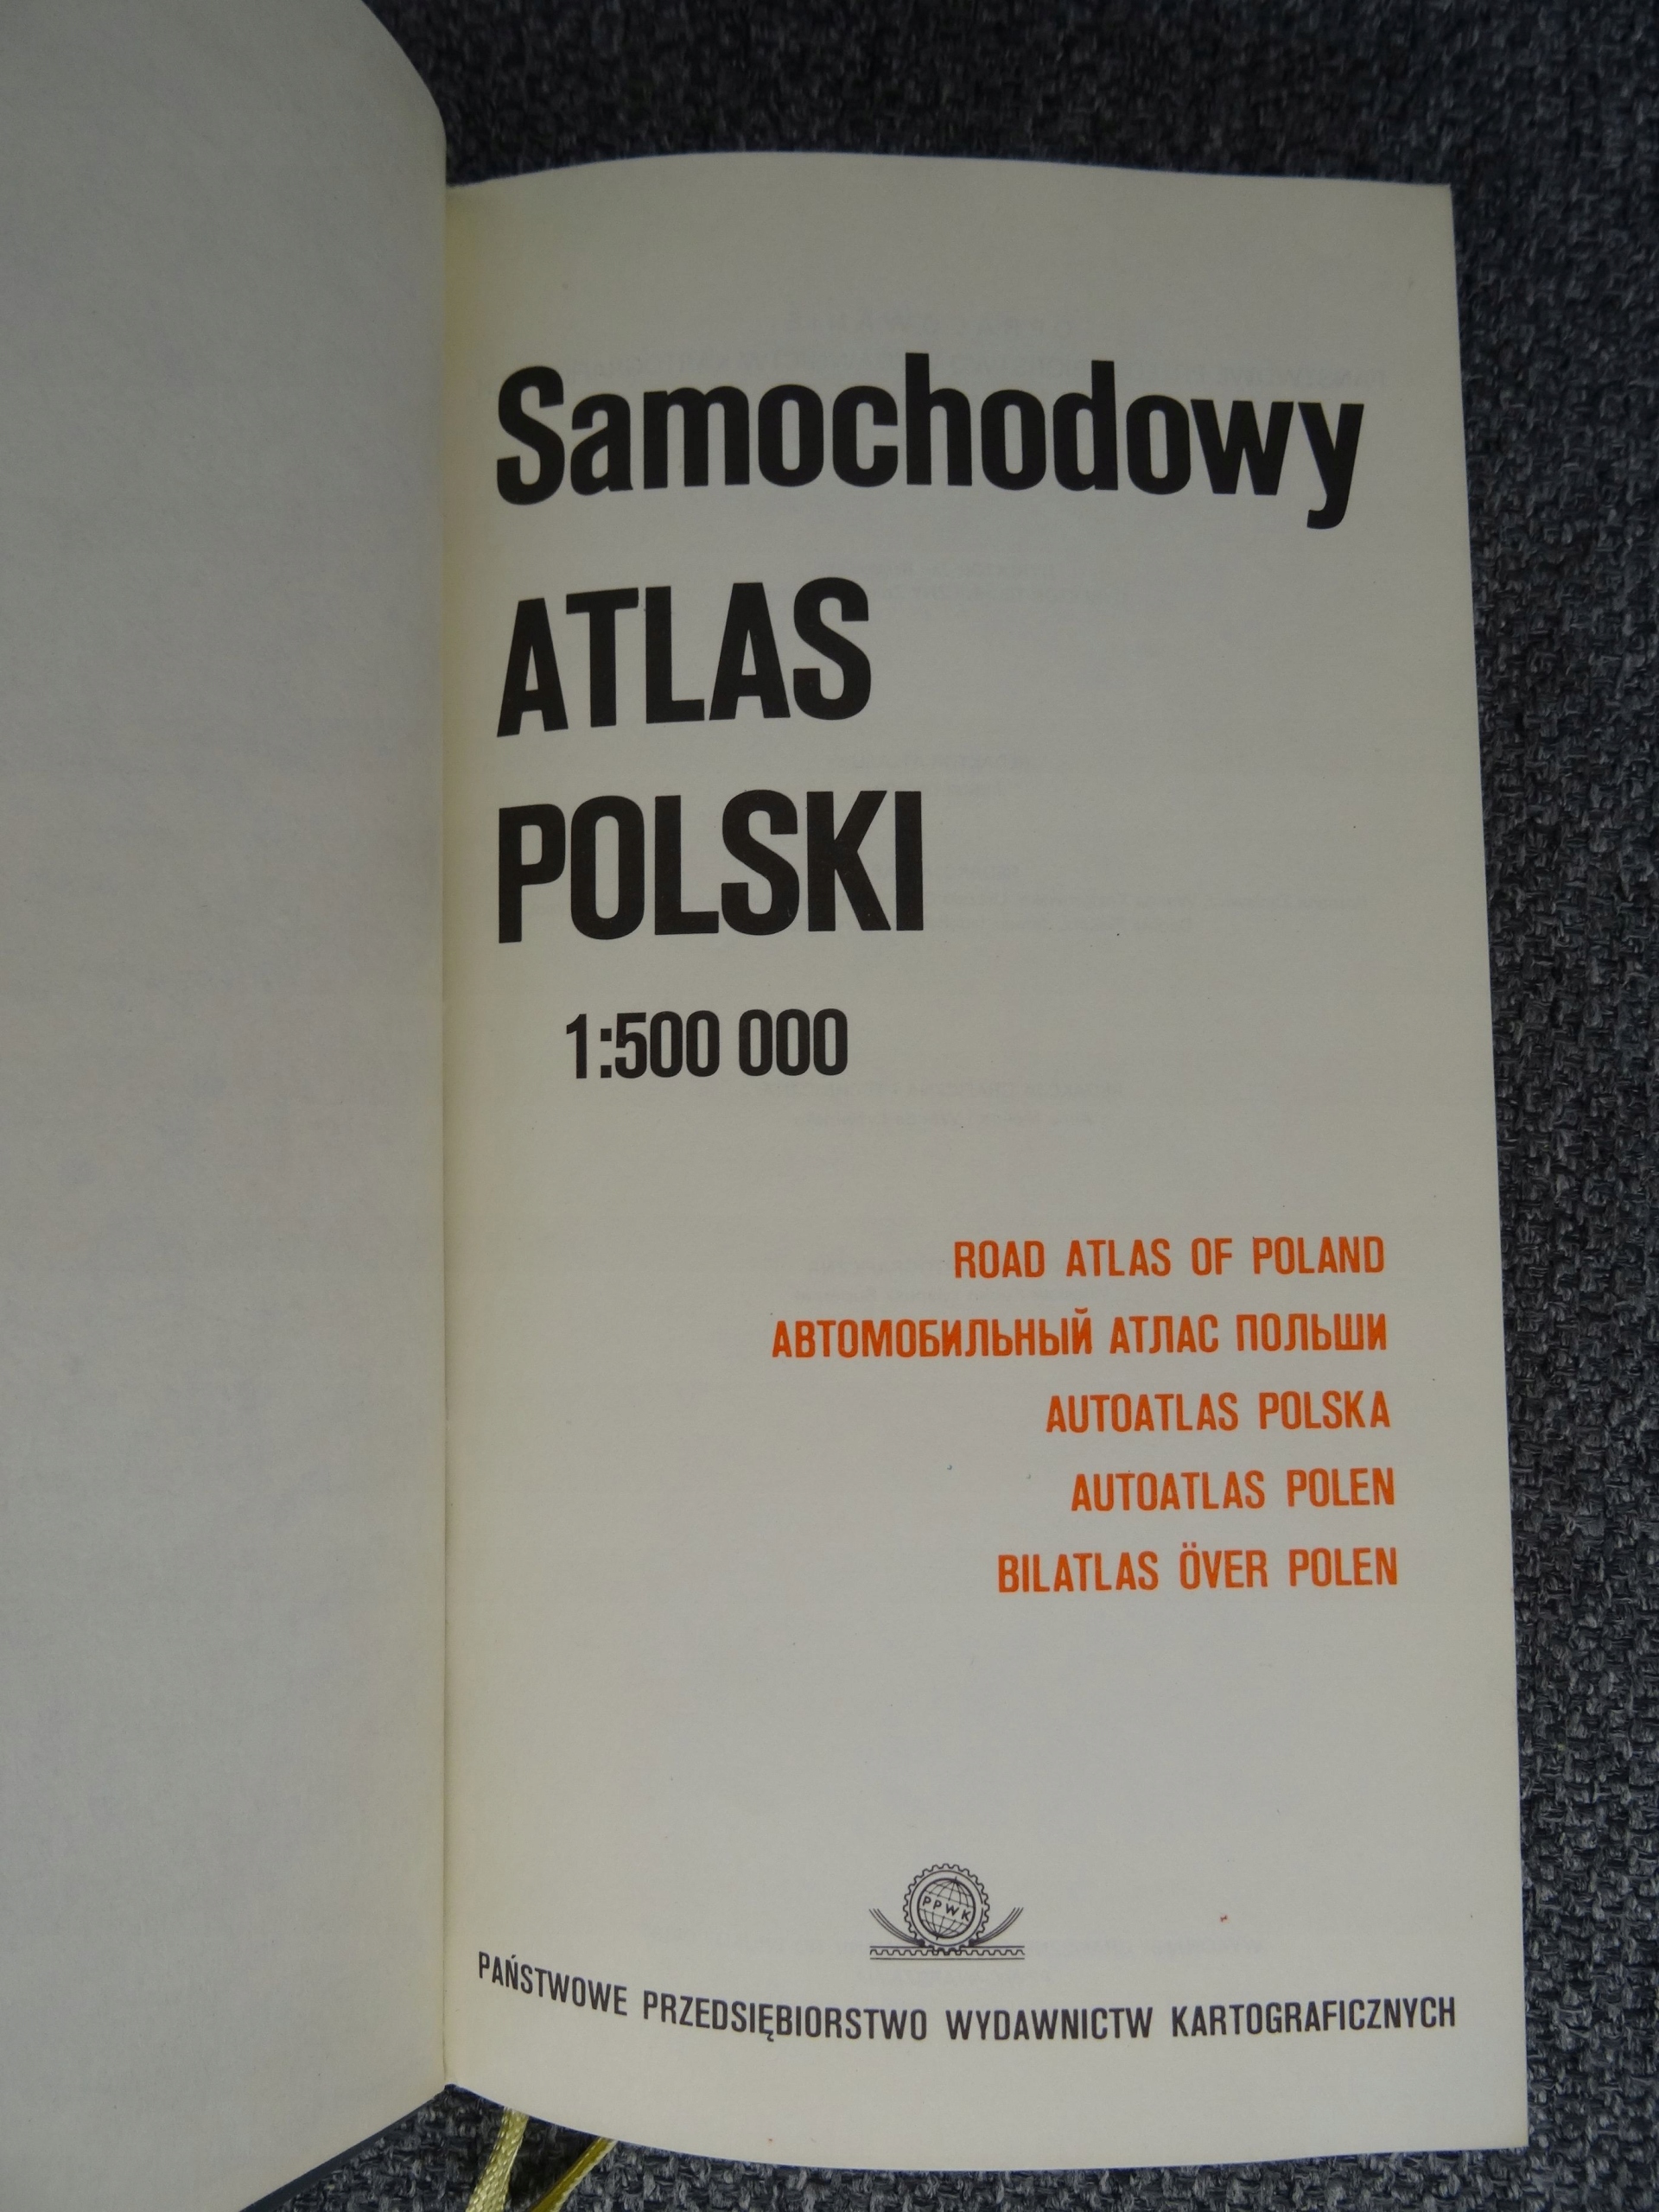 Samochodowy
ATLAS
POLSKI
1:500 000
ROAD ATLAS OF POLAND
АВТОМОБИЛЬНЫЙ АТЛАС ПОЛЬШИ
AUTOATLAS POLSKA
AUTOATLAS POLEN
BILATLAS ÖVER POLEN
PPWK
PAŃSTWOWE PRZEDSIĘBIORSTWO WYDAWNICTW KARTOGRAFICZNYCH